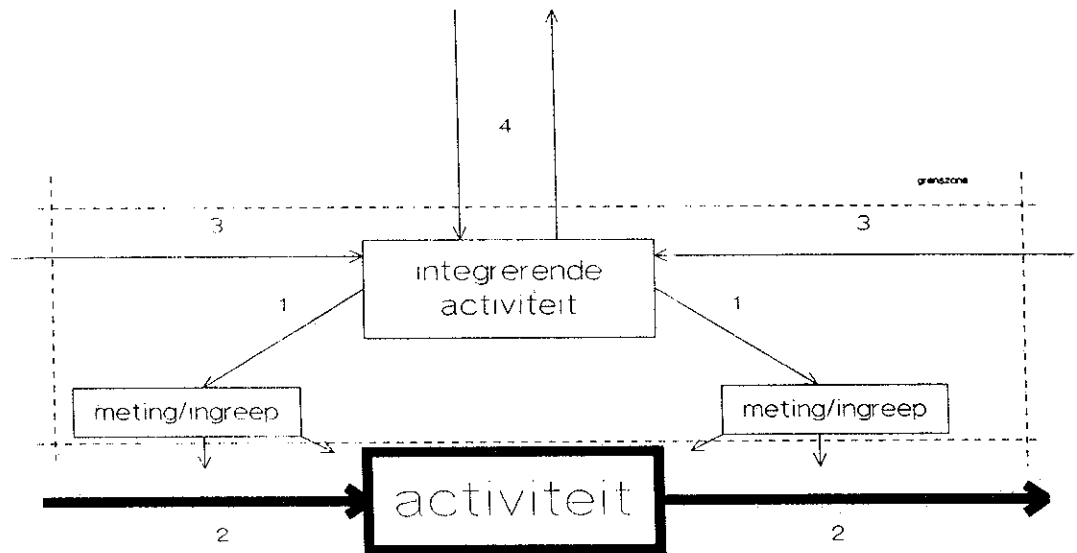 4
grenszone
3
3
integrerende
activiteit
1
1
meting/ingreep
meting/ingreep
activiteit
2
2